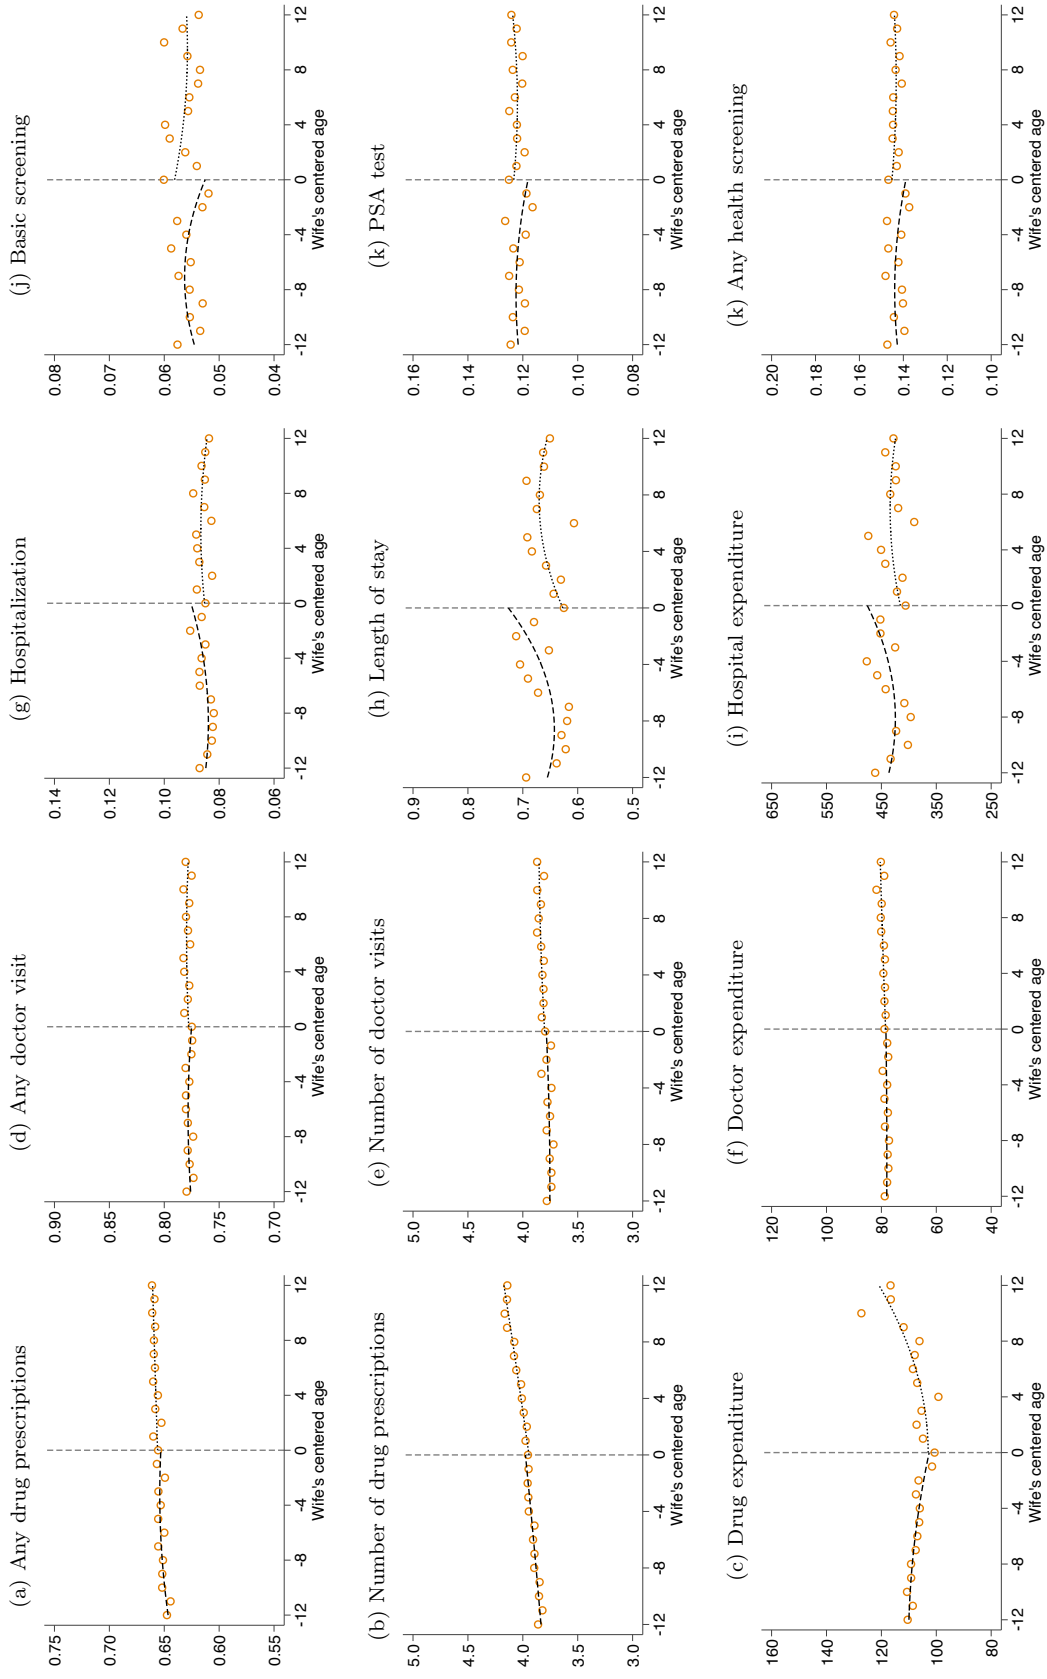 (a) Any drug prescriptions
0.75
0.70
0.65
0.60
0.55
-12 -8 -4 0 4 8 12
Wife's centered age
(d) Any doctor visit
0.90
0.85
0.80
0.75
0.70
-12 -8 -4 0 4 8 12
Wife's centered age
(g) Hospitalization
0.14
0.12
0.10
0.08
0.06
-12 -8 -4 0 4 8 12
Wife's centered age
(j) Basic screening
0.08
0.07
0.06
0.05
0.04
-12 -8 -4 0 4 8 12
Wife's centered age
(b) Number of drug prescriptions
5.0
4.5
4.0
3.5
3.0
-12 -8 -4 0 4 8 12
Wife's centered age
(e) Number of doctor visits
5.0
4.5
4.0
3.5
3.0
-12 -8 -4 0 4 8 12
Wife's centered age
(h) Length of stay
0.9
0.8
0.7
0.6
0.5
-12 -8 -4 0 4 8 12
Wife's centered age
(k) PSA test
0.16
0.14
0.12
0.10
0.08
-12 -8 -4 0 4 8 12
Wife's centered age
(c) Drug expenditure
160
140
120
100
80
-12 -8 -4 0 4 8 12
Wife's centered age
(f) Doctor expenditure
120
100
80
60
40
-12 -8 -4 0 4 8 12
Wife's centered age
(i) Hospital expenditure
650
550
450
350
250
-12 -8 -4 0 4 8 12
Wife's centered age
(k) Any health screening
0.20
0.18
0.16
0.14
0.12
0.10
-12 -8 -4 0 4 8 12
Wife's centered age